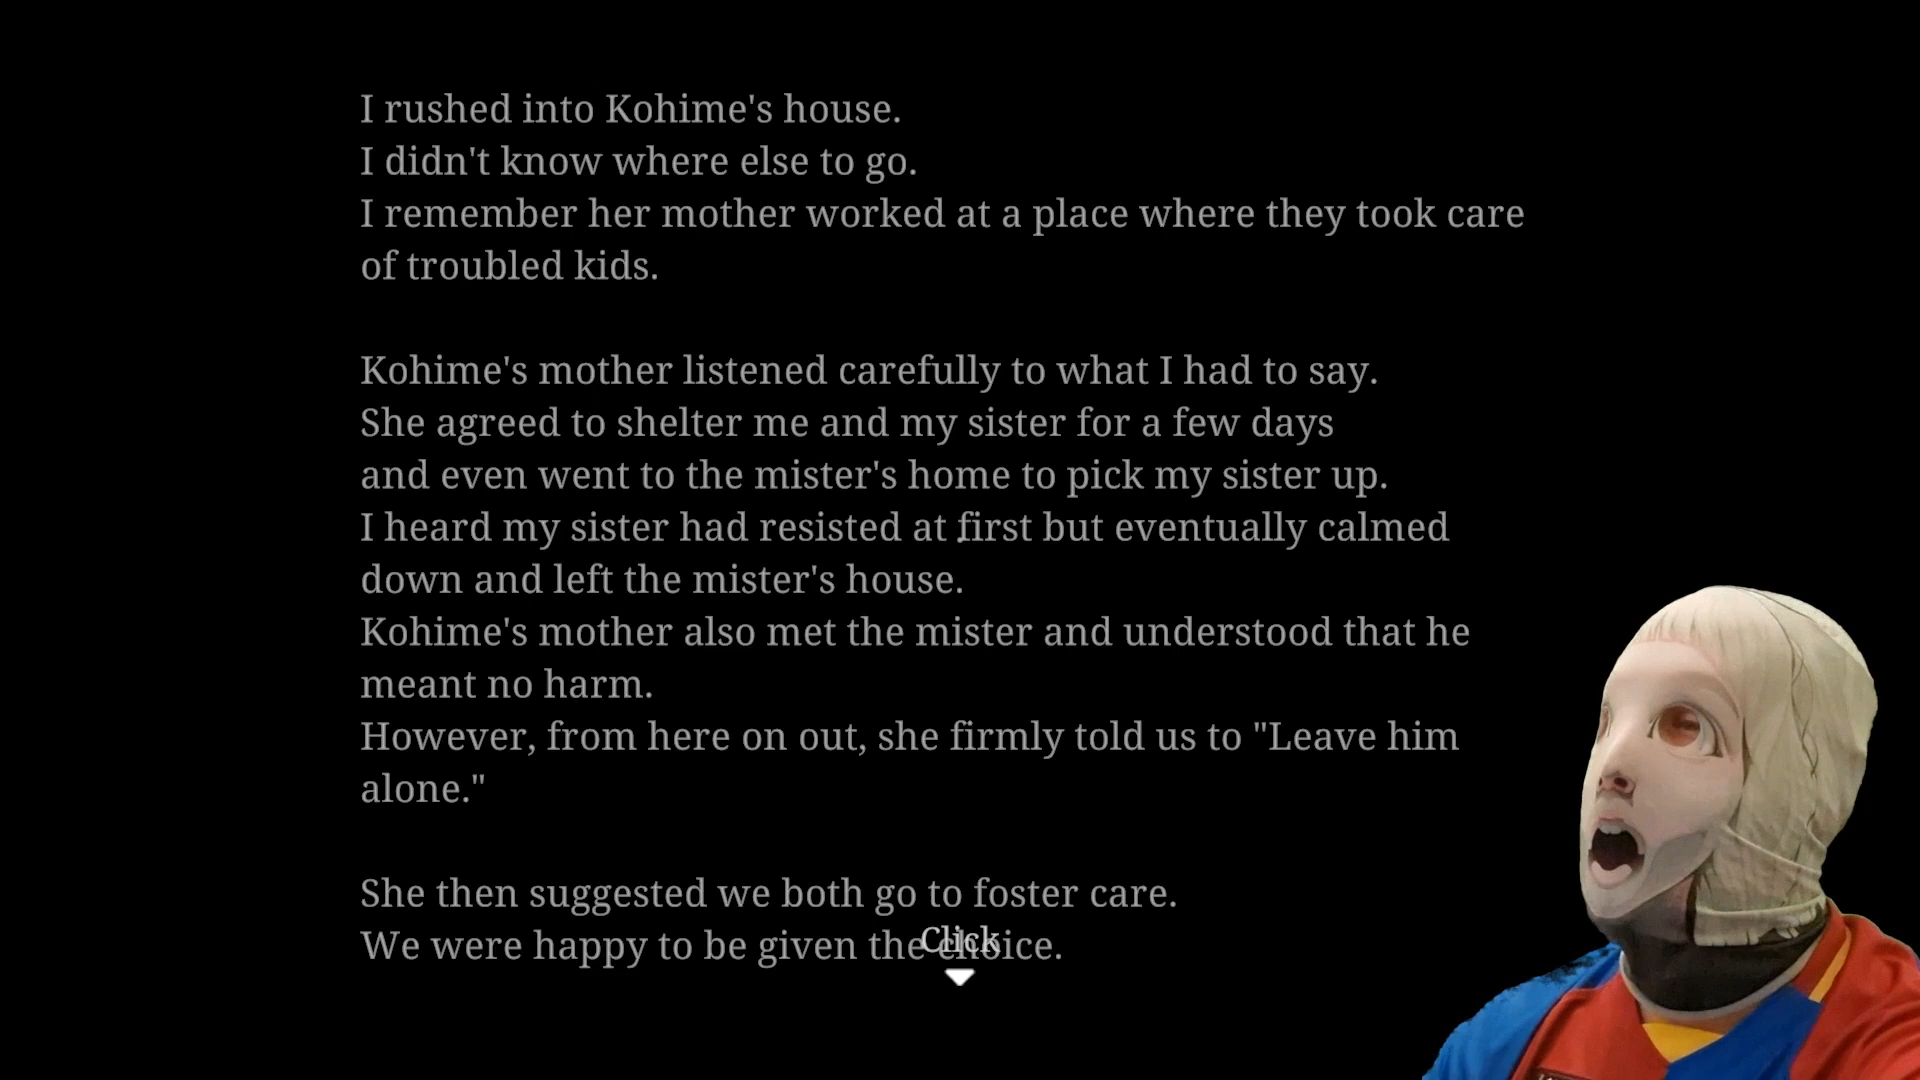 I rushed into Kohime's house.
I didn't know where else to go.
I remember her mother worked at a place where they took care
of troubled kids.
Kohime's mother listened carefully to what I had to say.
She agreed to shelter me and my sister for a few days
and even went to the mister's home to pick my sister up.
I heard my sister had resisted at first but eventually calmed
down and left the mister's house.
Kohime's mother also met the mister and understood that he
meant no harm.
However, from here on out, she firmly told us to "Leave him
alone."
She then suggested we both go to foster care.
We were happy to be given the choice.
Click